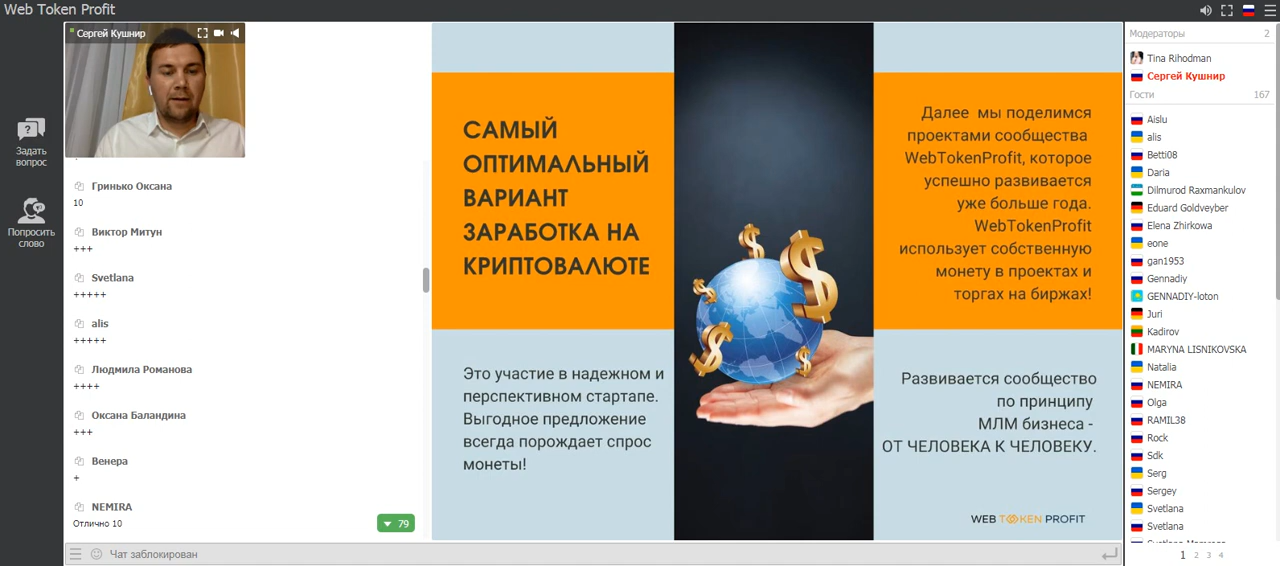 Web Token Profit
Сергей Кушнир
Задать
вопрос
Попросить
слово
Гринько Оксана
10
Виктор Митун
+++
Svetlana
+++++
alis
+++++
Людмила Романова
++++
Оксана Баландина
+++
Венера
+
NEMIRA
Отлично 10
79
Чат заблокирован
САМЫЙ
ОПТИМАЛЬНЫЙ
ВАРИАНТ
ЗАРАБОТКА НА
КРИПТОВАЛЮТЕ
Это участие в надежном и
перспективном стартапе.
Выгодное предложение
всегда порождает спрос
монеты!
Далее мы поделимся
проектами сообщества
WebTokenProfit, которое
успешно развивается
уже больше года.
WebTokenProfit
использует собственную
монету в проектах и
торгах на биржах!
Развивается сообщество
по принципу
МЛМ бизнеса -
ОТ ЧЕЛОВЕКА К ЧЕЛОВЕКУ.
WEB TOKEN PROFIT
Модераторы 2
Tina Rihodman
Сергей Кушнир
Гости 167
Aislu
alis
Betti08
Daria
Dilmurod Raxmankulov
Eduard Goldveyber
Elena Zhirkowa
eone
gan1953
Gennadiy
GENNADIY-loton
Juri
Kadirov
MARYNA LISNIKOVSKA
Natalia
NEMIRA
Olga
RAMIL38
Rock
Sdk
Serg
Sergey
Svetlana
Svetlana
1 2 3 4